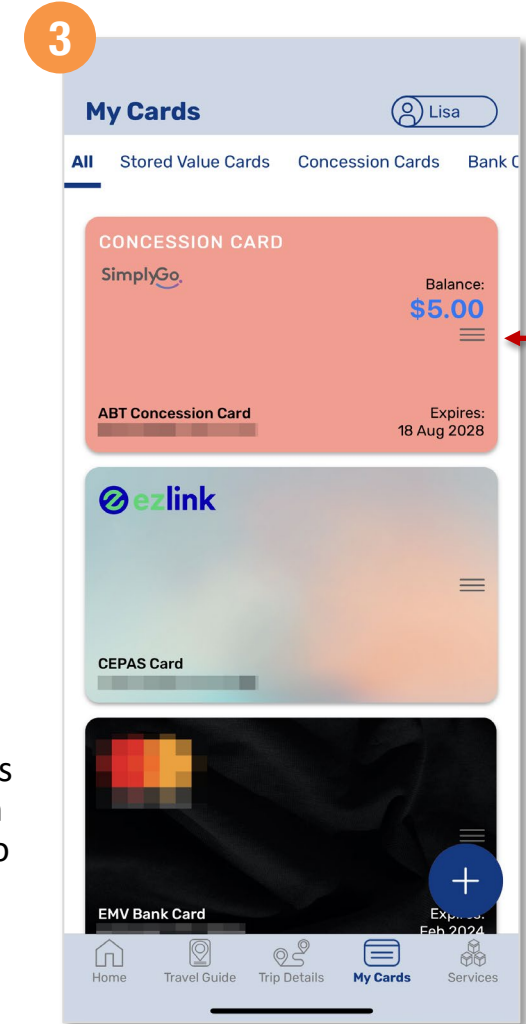 3
My Cards
Lisa
All Stored Value Cards Concession Cards Bank
CONCESSION CARD
SimplyGo.
Balance:
$5.00
ABT Concession Card
Expires:
18 Aug 2028
ezlink
CEPAS Card
EMV Bank Card
Feb 2024
+
Home Travel Guide Trip Details My Cards Services